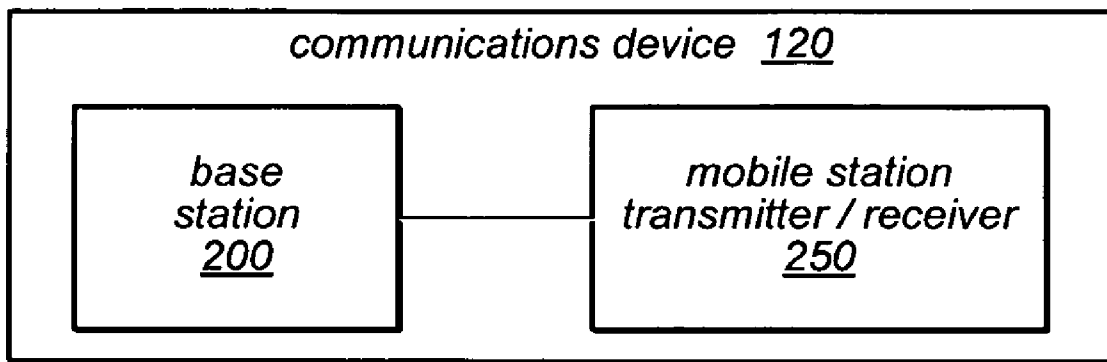 communications device 120
base
station
200
mobile station
transmitter / receiver
250